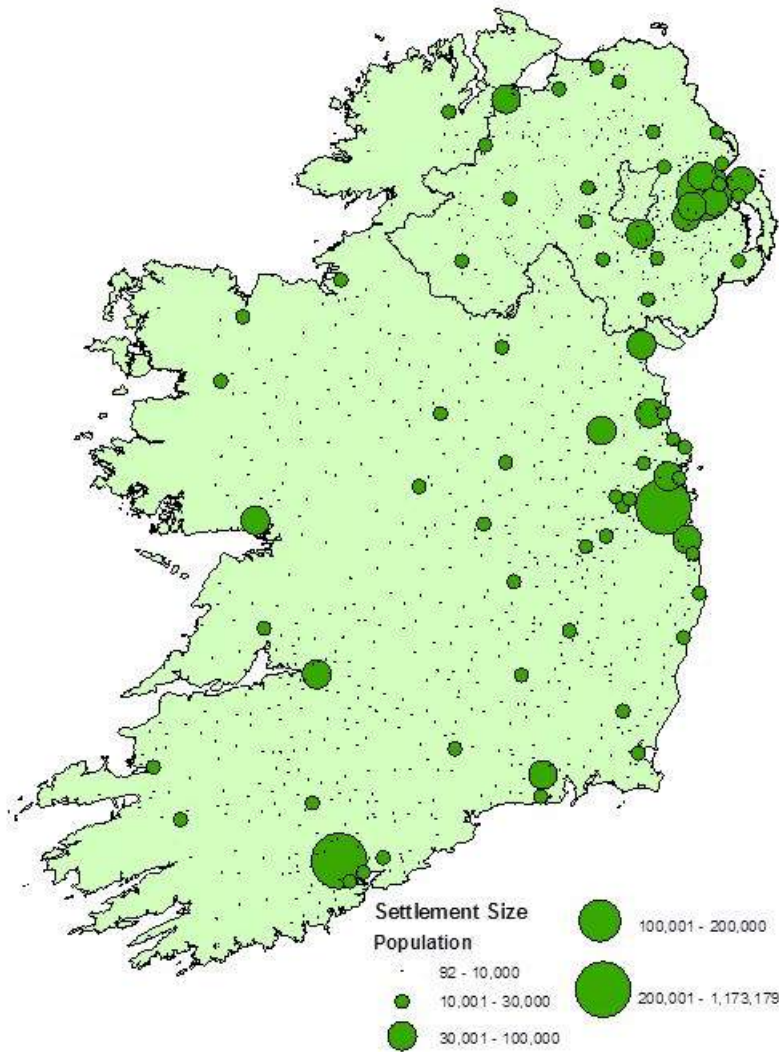 Settlement Size
Population
92 - 10,000
10,001 - 30,000
30,001 - 100,000
100,001 - 200,000
200,001 - 1,173,179